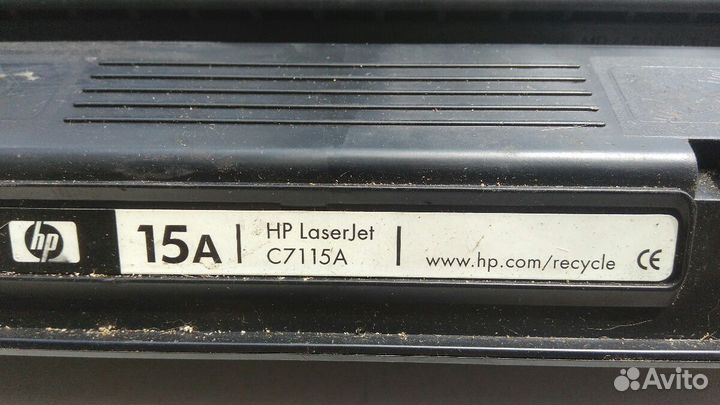 hp
15A
HP LaserJet
C7115A
www.hp.com/recycle CE
Avito